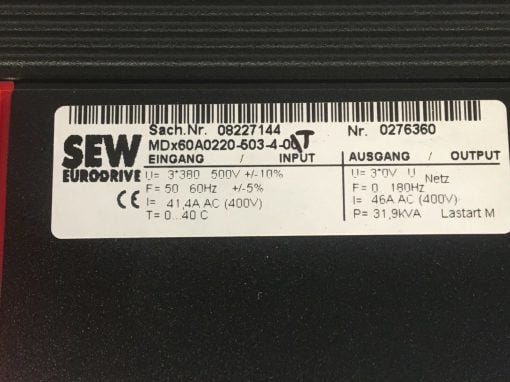 Sach.Nr. 08227144 Nr. 0276360
SEW
EURODRIVE
MDx60A0220-503-4-00T
EINGANG / INPUT
U= 3*380 500V +/-10%
F= 50 60Hz +/-5%
I= 41,4A AC (400V)
T= 0...40 C
CE
AUSGANG / OUTPUT
U= 3*0V U Netz
F= 0 180Hz
I= 46A AC (400V)
P= 31,9kVA Lastart M